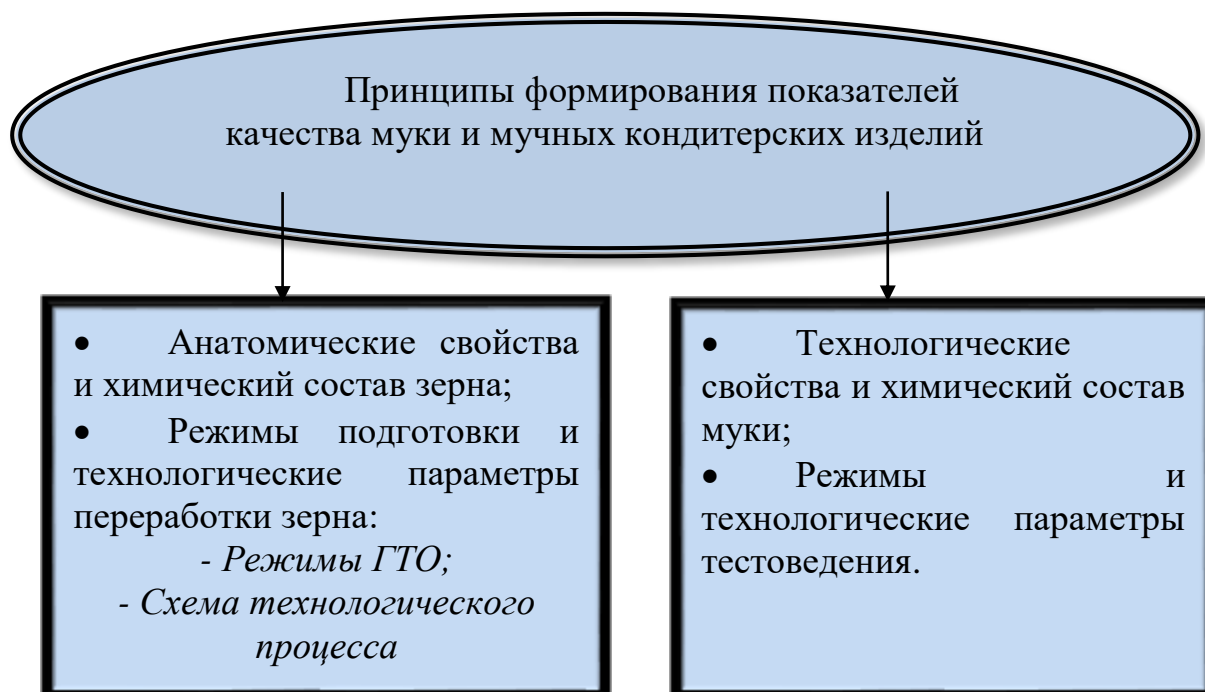 Принципы формирования показателей
качества муки и мучных кондитерских изделий
• Анатомические свойства
и химический состав зерна;
• Режимы подготовки и
технологические параметры
переработки зерна:
- Режимы ГТО;
- Схема технологического
процесса
• Технологические
свойства и химический состав
муки;
• Режимы и
технологические параметры
тестоведения.